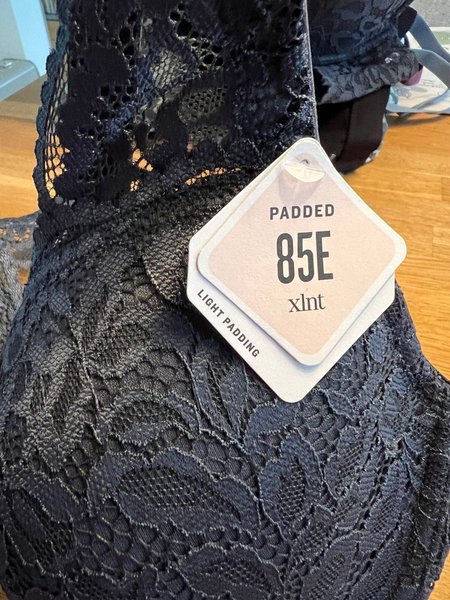 PADDED
85E
xlnt
LIGHT PADDING